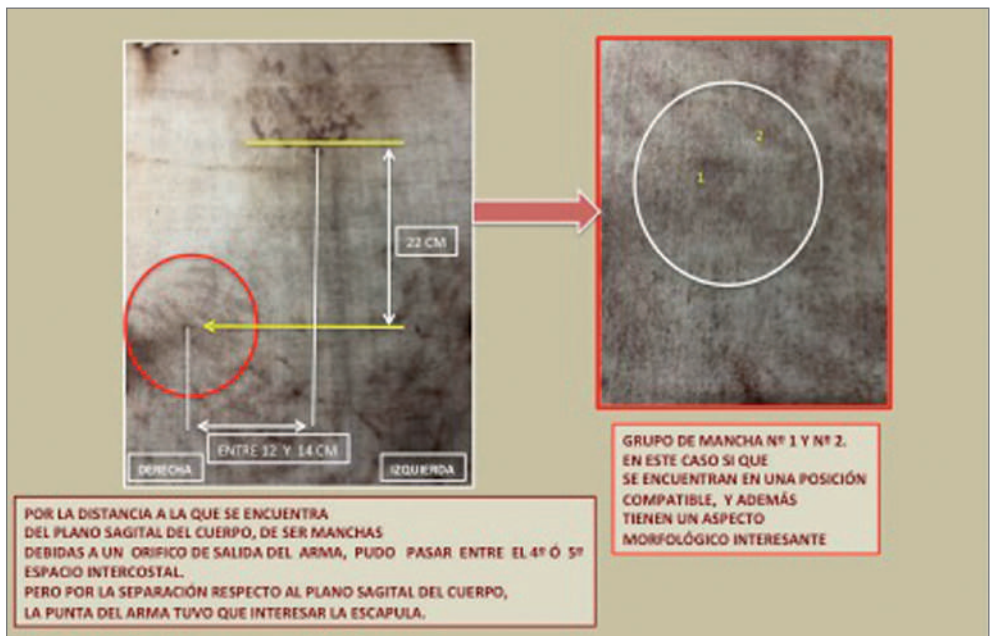 2
1
22 CM
ENTRE 12 Y 14 CM
DERECHA
IZQUIERDA
GRUPO DE MANCHA Nº 1 Y Nº 2.
EN ESTE CASO SI QUE
SE ENCUENTRAN EN UNA POSICIÓN
COMPATIBLE, Y ADEMÁS
TIENEN UN ASPECTO
MORFOLÓGICO INTERESANTE
POR LA DISTANCIA A LA QUE SE ENCUENTRA
DEL PLANO SAGITAL DEL CUERPO, DE SER MANCHAS
DEBIDAS A UN ORIFICO DE SALIDA DEL ARMA, PUDO PASAR ENTRE EL 4º Ó 5º
ESPACIO INTERCOSTAL.
PERO POR LA SEPARACIÓN RESPECTO AL PLANO SAGITAL DEL CUERPO,
LA PUNTA DEL ARMA TUVO QUE INTERESAR LA ESCAPULA.